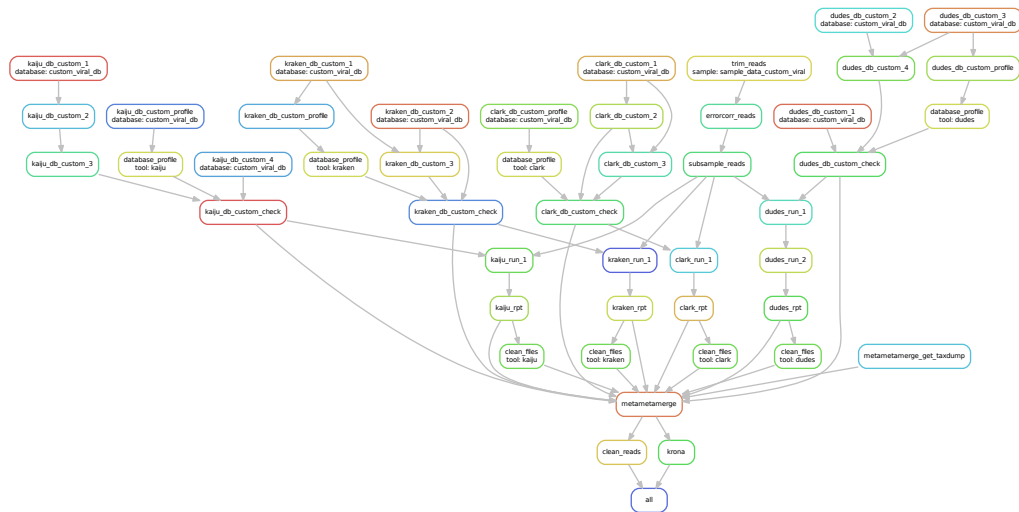 dudes_db_custom_2
database: custom_viral_db
dudes_db_custom_3
database: custom_viral_db
kaiju_db_custom_1
database: custom_viral_db
kraken_db_custom_1
database: custom_viral_db
clark_db_custom_1
database: custom_viral_db
trim_reads
sample: sample_data_custom_viral
dudes_db_custom_4
dudes_db_custom_profile
kaiju_db_custom_2
kaiju_db_custom_profile
database: custom_viral_db
kraken_db_custom_profile
kraken_db_custom_2
database: custom_viral_db
clark_db_custom_profile
database: custom_viral_db
clark_db_custom_2
errorcorr_reads
dudes_db_custom_1
database: custom_viral_db
database_profile
tool: dudes
kaiju_db_custom_3
database_profile
tool: kaiju
kaiju_db_custom_4
database: custom_viral_db
database_profile
tool: kraken
kraken_db_custom_3
database_profile
tool: clark
clark_db_custom_3
subsample_reads
dudes_db_custom_check
kaiju_db_custom_check
kraken_db_custom_check
clark_db_custom_check
dudes_run_1
kaiju_run_1
kraken_run_1
clark_run_1
dudes_run_2
kaiju_rpt
kraken_rpt
clark_rpt
dudes_rpt
clean_files
tool: kaiju
clean_files
tool: kraken
clean_files
tool: clark
clean_files
tool: dudes
metametamerge_get_taxdump
metametamerge
clean_reads
krona
all